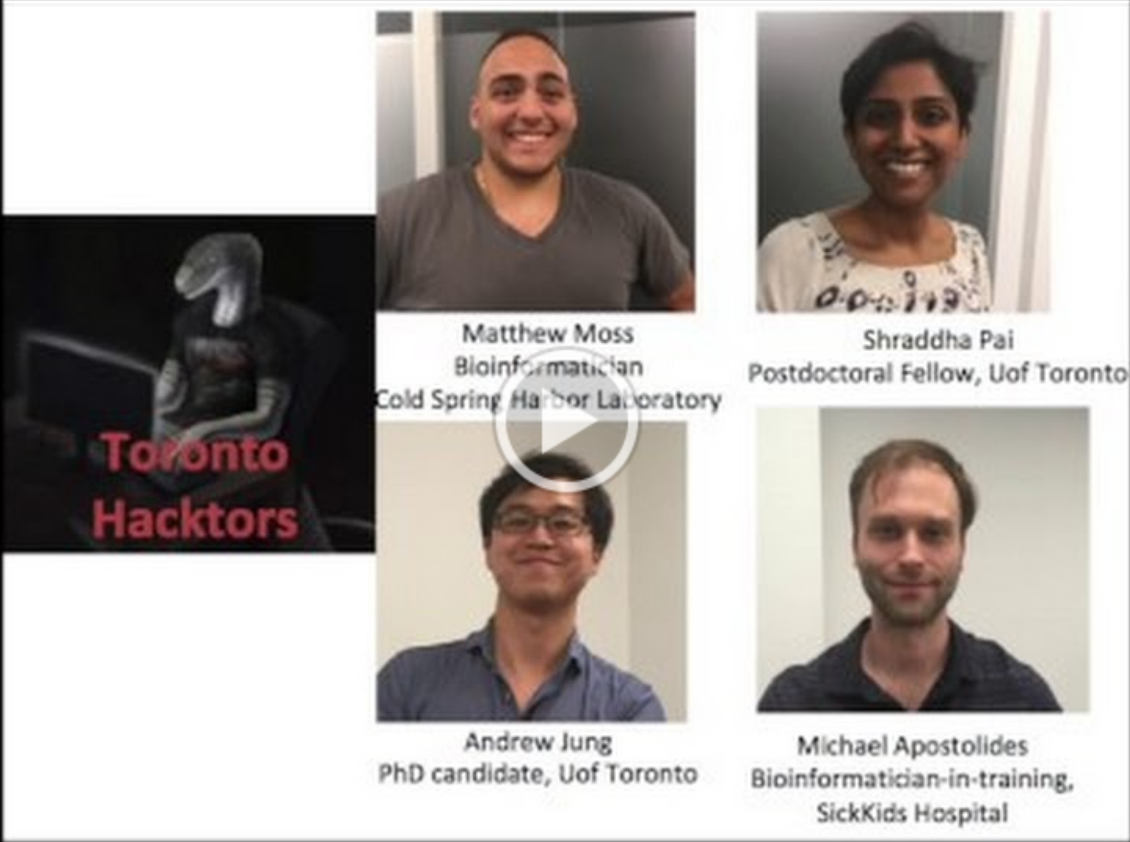 Toronto
Hacktors
Matthew Moss
Bioinformatician
Cold Spring Harbor Laboratory
Shraddha Pai
Postdoctoral Fellow, Uof Toronto
Andrew Jung
PhD candidate, Uof Toronto
Michael Apostolides
Bioinformatician-in-training,
SickKids Hospital